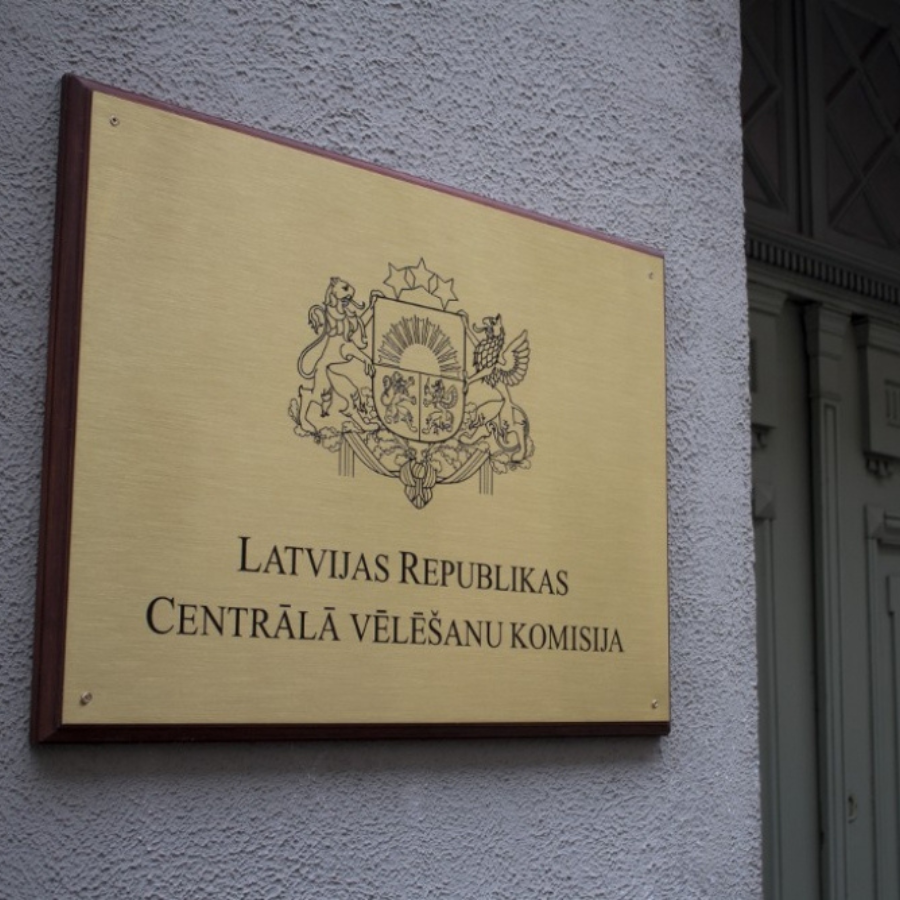 LATVIJAS REPUBLIKAS
CENTRĀLĀ VĒLĒŠANU KOMISIJA